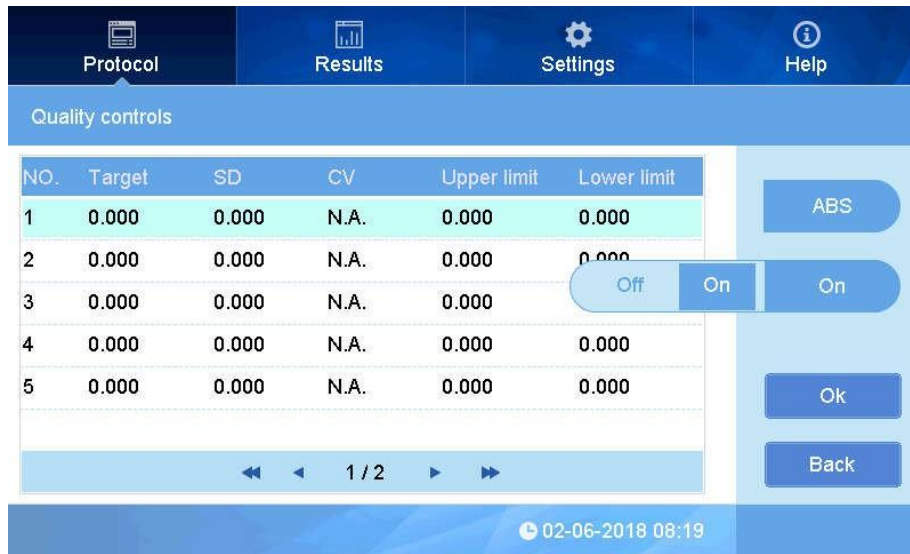 Protocol Results Settings Help
Quality controls
NO. Target SD CV Upper limit Lower limit
1 0.000 0.000 N.A. 0.000 0.000
2 0.000 0.000 N.A. 0.000 0.000
3 0.000 0.000 N.A. 0.000
4 0.000 0.000 N.A. 0.000 0.000
5 0.000 0.000 N.A. 0.000 0.000
1 / 2
ABS
Off On On
Ok
Back
02-06-2018 08:19